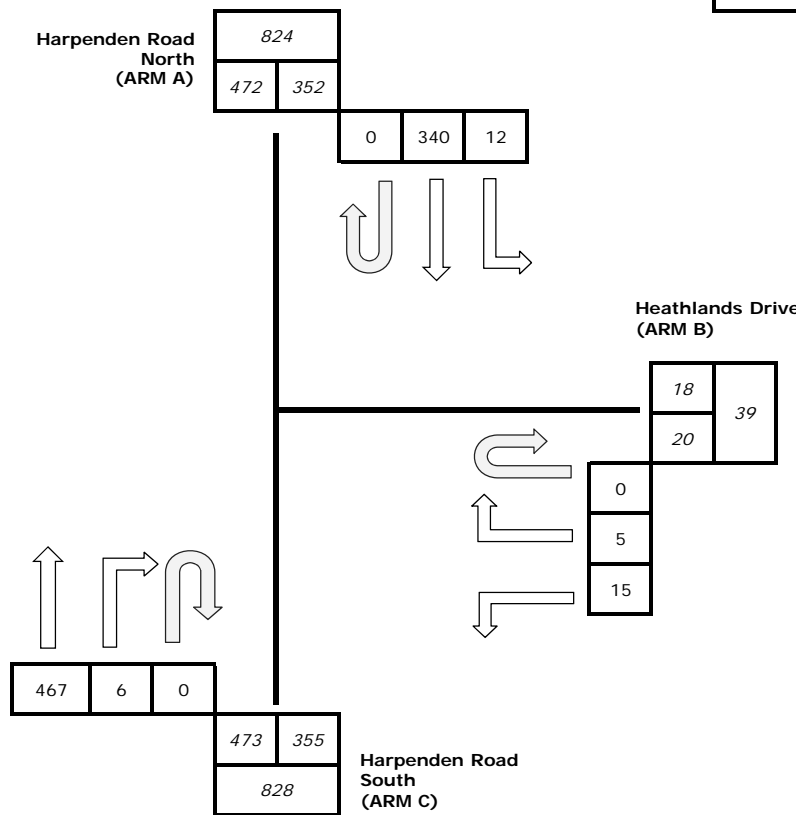 Harpenden Road
North
(ARM A)
824
472 352
0 340 12
Heathlands Drive
(ARM B)
18
39
20
0
5
15
467 6 0
473 355
828
Harpenden Road
South
(ARM C)